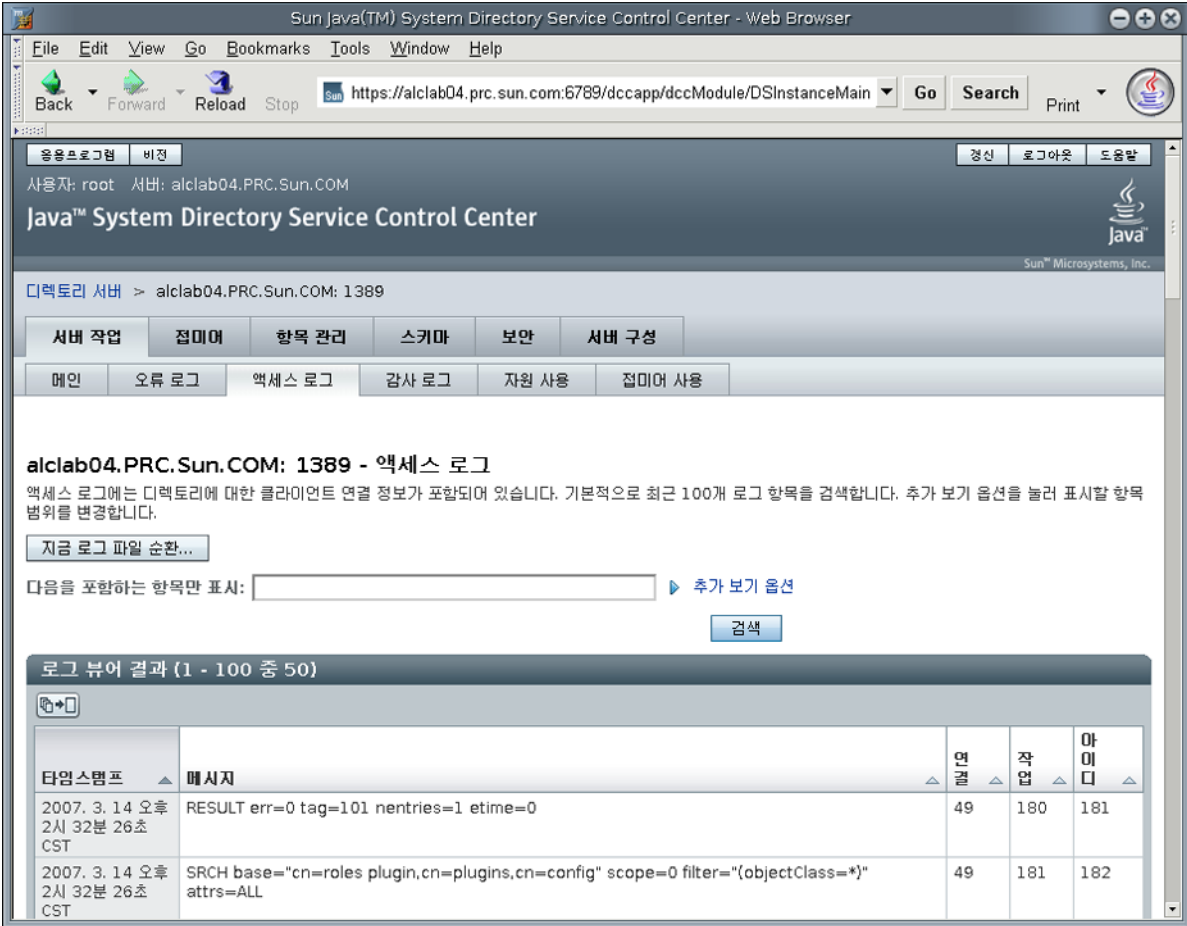 Sun Java(TM) System Directory Service Control Center - Web Browser
File Edit View Go Bookmarks Tools Window Help
Back Forward Reload Stop Sun https://alclab04.prc.sun.com:6789/dccapp/dccModule/DSInstanceMain Go Search Print
응용프로그램 버전 갱신 로그아웃 도움말
사용자: root 서버: alclab04.PRC.Sun.COM
Java™ System Directory Service Control Center
Java™
Sun™ Microsystems, Inc.
디렉토리 서버 > alclab04.PRC.Sun.COM: 1389
서버 작업 접미어 항목 관리 스키마 보안 서버 구성
메인 오류 로그 액세스 로그 감사 로그 자원 사용 접미어 사용
alclab04.PRC.Sun.COM: 1389 - 액세스 로그
액세스 로그에는 디렉토리에 대한 클라이언트 연결 정보가 포함되어 있습니다. 기본적으로 최근 100개 로그 항목을 검색합니다. 추가 보기 옵션을 눌러 표시할 항목
범위를 변경합니다.
지금 로그 파일 순환...
다음을 포함하는 항목만 표시: 추가 보기 옵션
검색
로그 뷰어 결과 (1 - 100 중 50)
타임스탬프 메시지 연결 작업 아이디
2007. 3. 14 오후 RESULT err=0 tag=101 nentries=1 etime=0 49 180 181
2시 32분 26초
CST
2007. 3. 14 오후 SRCH base="cn=roles plugin,cn=plugins,cn=config" scope=0 filter="(objectClass=*)" 49 181 182
2시 32분 26초 attrs=ALL
CST